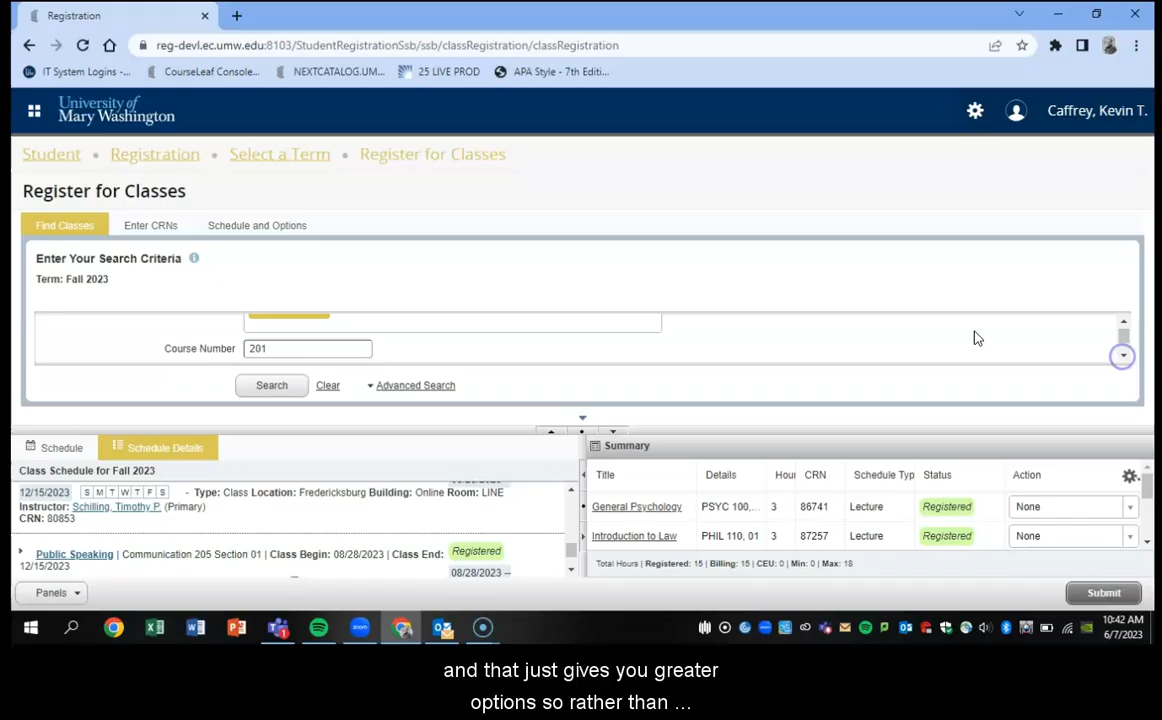 Registration
reg-devl.ec.umw.edu:8103/StudentRegistrationSsb/ssb/classRegistration/classRegistration
IT System Logins -... CourseLeaf Console... NEXTCATALOG.UM... 25 LIVE PROD APA Style - 7th Editi...
University of
Mary Washington
Caffrey, Kevin T.
Student • Registration • Select a Term • Register for Classes
Register for Classes
Find Classes Enter CRNs Schedule and Options
Enter Your Search Criteria
Term: Fall 2023
Course Number 201
Search Clear Advanced Search
Schedule Schedule Details
Class Schedule for Fall 2023
12/15/2023 S M T W T F S - Type: Class Location: Fredericksburg Building: Online Room: LINE
Instructor: Schilling, Timothy P. (Primary)
CRN: 80853
Public Speaking | Communication 205 Section 01 | Class Begin: 08/28/2023 | Class End: Registered
12/15/2023
08/28/2023 --
Summary
Title Details Hour CRN Schedule Typ Status Action
General Psychology PSYC 100,... 3 86741 Lecture Registered None
Introduction to Law PHIL 110, 01 3 87257 Lecture Registered None
Total Hours | Registered: 15 | Billing: 15 | CEU: 0 | Min: 0 | Max: 18
Panels Submit
10:42 AM
6/7/2023
and that just gives you greater
options so rather than ...